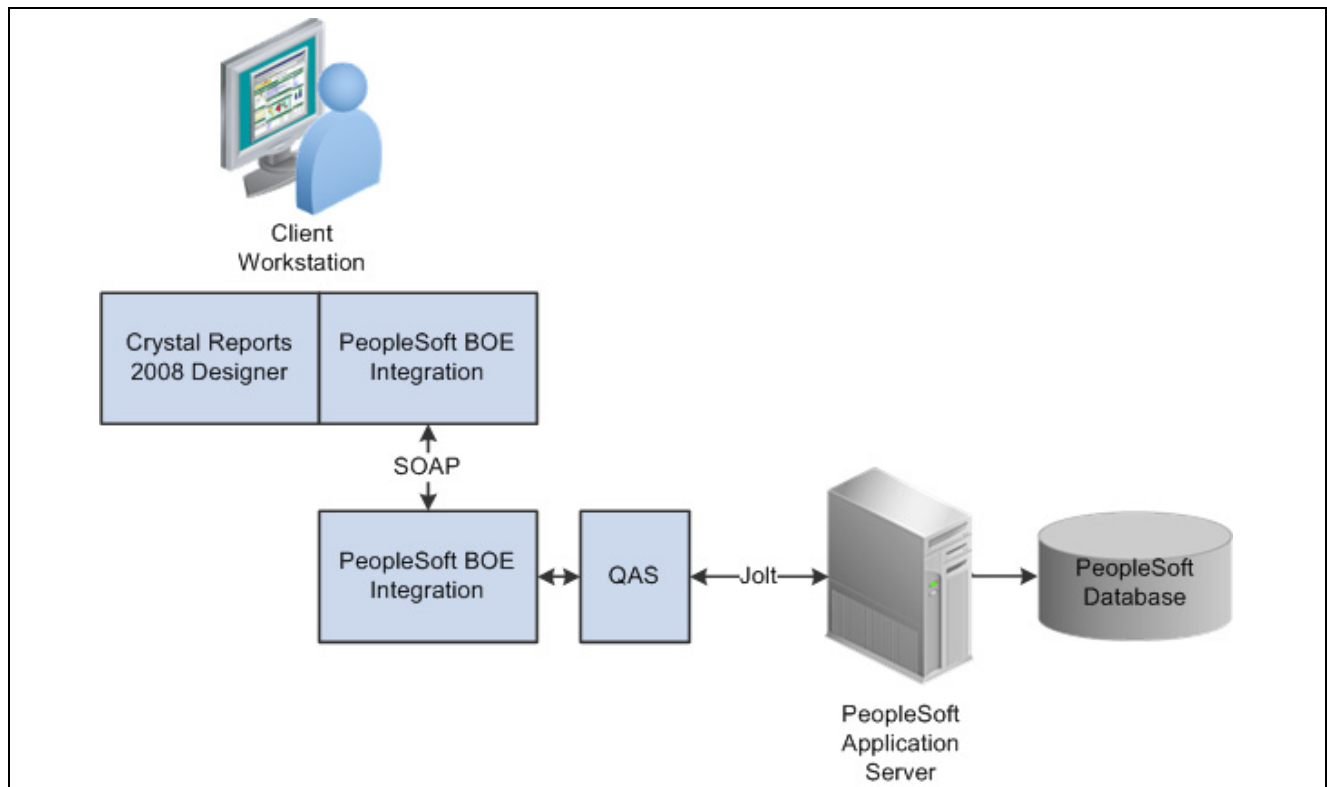 Client
Workstation
Crystal Reports
2008 Designer
PeopleSoft BOE
Integration
SOAP
PeopleSoft BOE
Integration
QAS
Jolt
PeopleSoft
Database
PeopleSoft
Application
Server